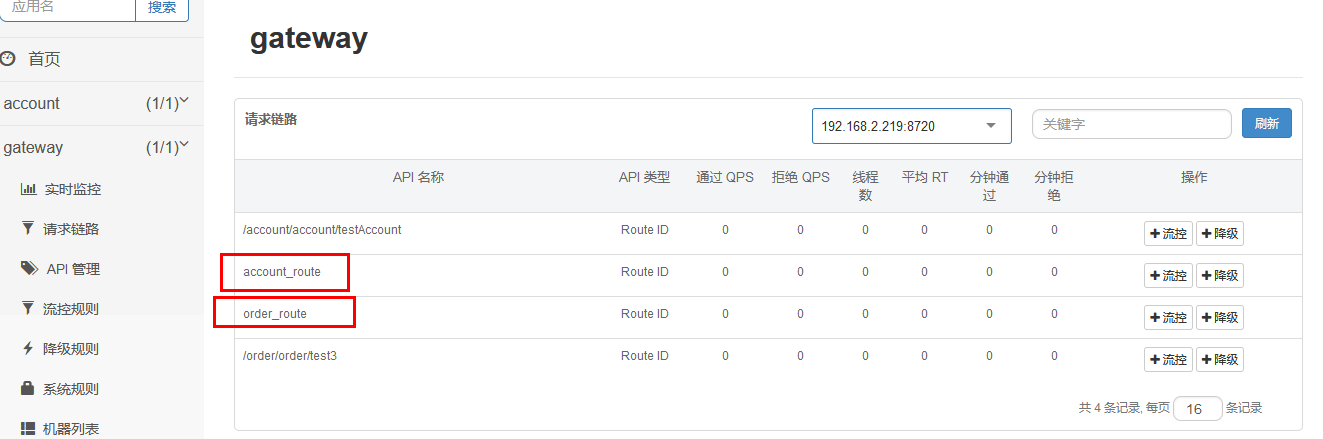 应用名 搜索
首页
account (1/1)
gateway (1/1)
实时监控
请求链路
API 管理
流控规则
降级规则
系统规则
机器列表
gateway
请求链路 192.168.2.219:8720 关键字 刷新
API 名称 API 类型 通过 QPS 拒绝 QPS 线程数 平均 RT 分钟通过 分钟拒绝 操作
/account/account/testAccount Route ID 0 0 0 0 0 0 +流控 +降级
account_route Route ID 0 0 0 0 0 0 +流控 +降级
order_route Route ID 0 0 0 0 0 0 +流控 +降级
/order/order/test3 Route ID 0 0 0 0 0 0 +流控 +降级
共 4 条记录, 每页 16 条记录